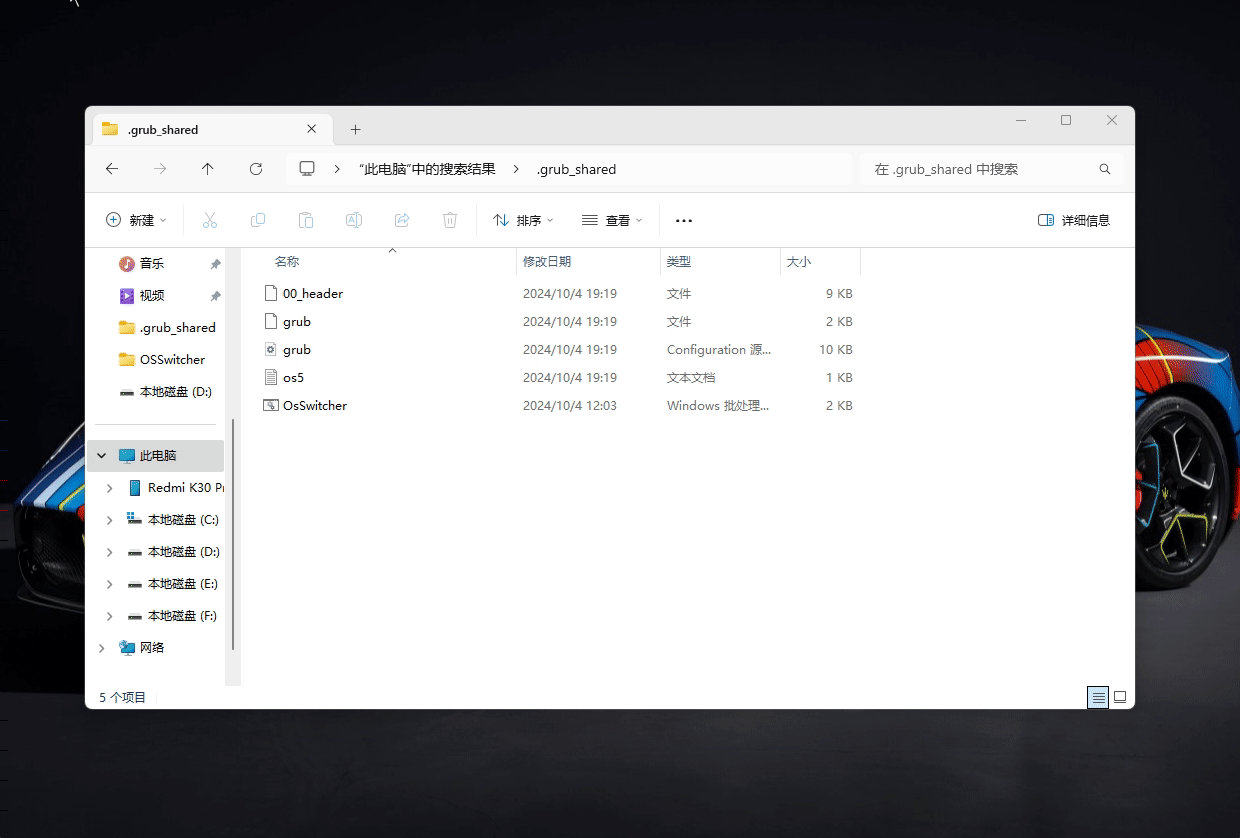 .grub_shared
“此电脑”中的搜索结果 .grub_shared 在 .grub_shared 中搜索
新建 排序 查看 详细信息
名称 修改日期 类型 大小
00_header 2024/10/4 19:19 文件 9 KB
grub 2024/10/4 19:19 文件 2 KB
grub 2024/10/4 19:19 Configuration 源... 10 KB
os5 2024/10/4 19:19 文本文档 1 KB
OsSwitcher 2024/10/4 12:03 Windows 批处理... 2 KB
音乐
视频
.grub_shared
OSSwitcher
本地磁盘 (D:)
此电脑
Redmi K30 Pr
本地磁盘 (C:)
本地磁盘 (D:)
本地磁盘 (E:)
本地磁盘 (F:)
网络
5 个项目